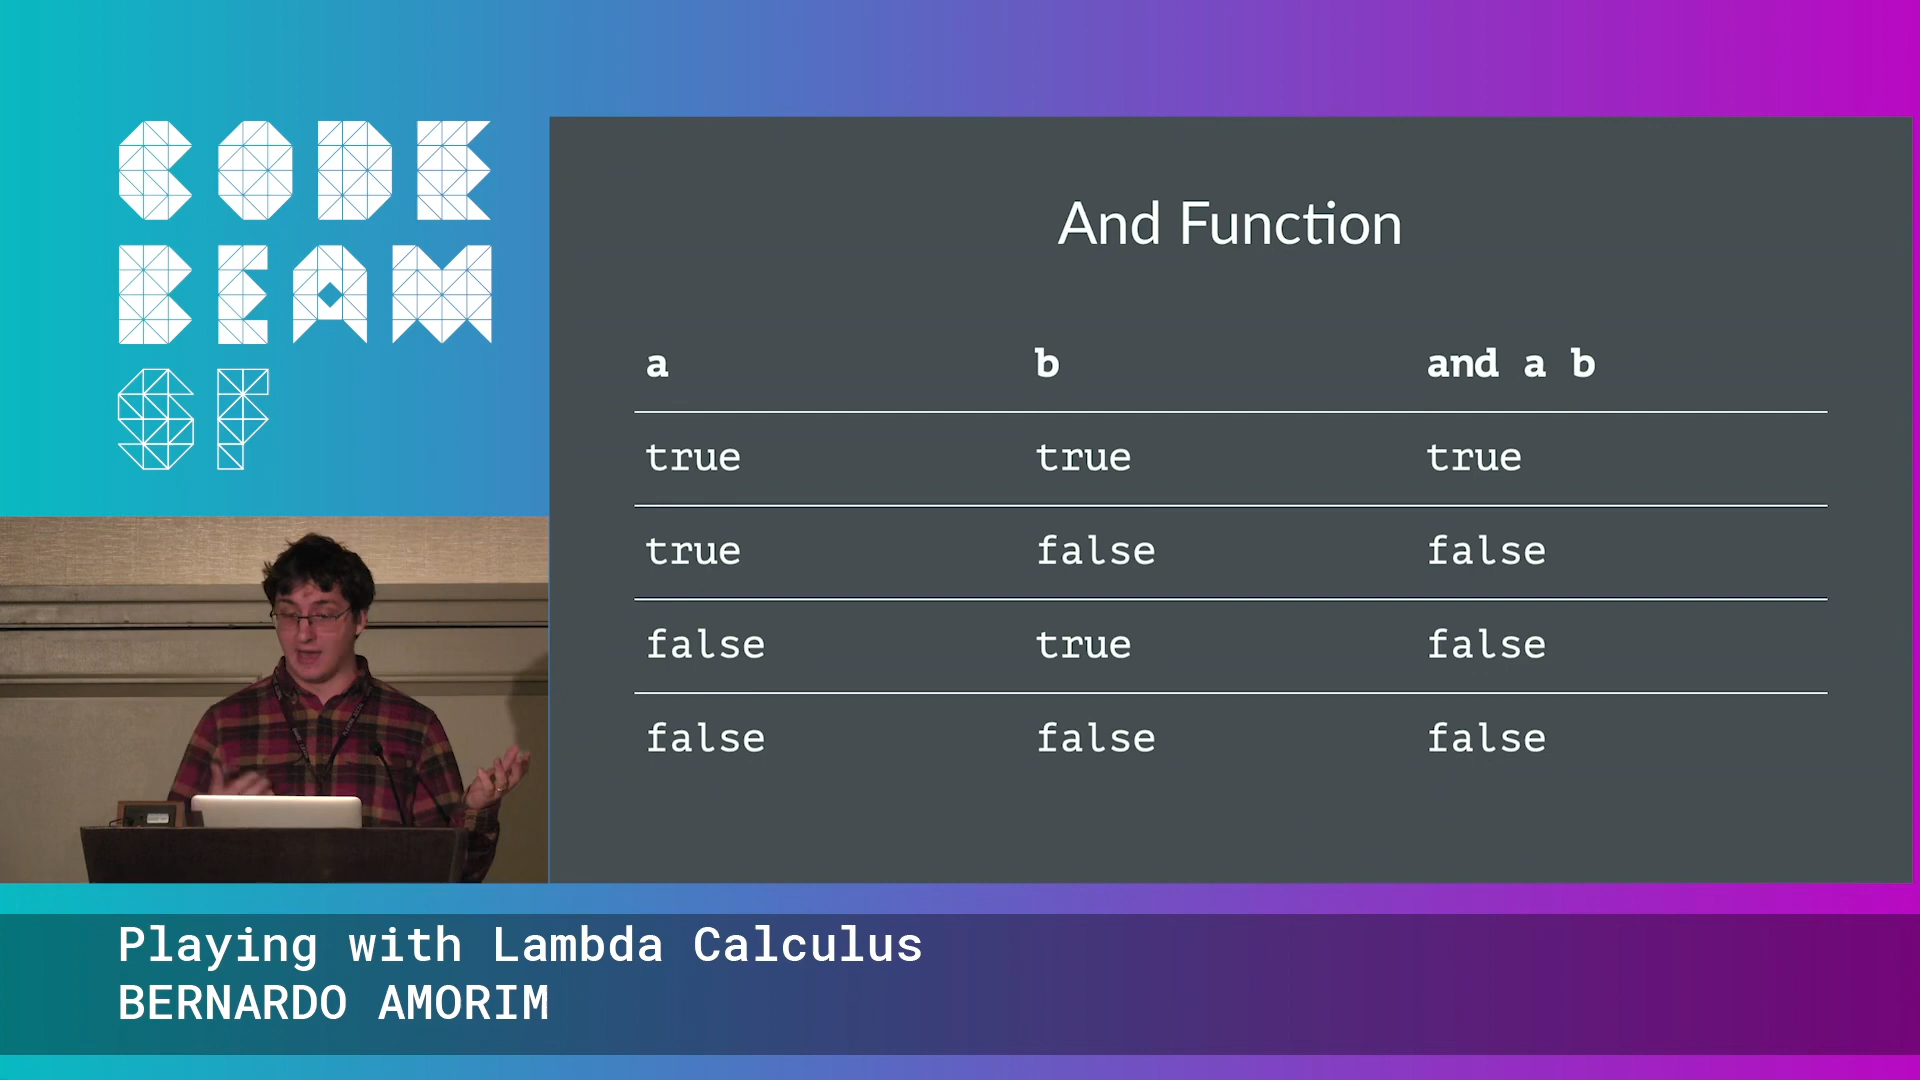 CODE
BEAM
SF
And Function
a b and a b
true true true
true false false
false true false
false false false
Playing with Lambda Calculus
BERNARDO AMORIM